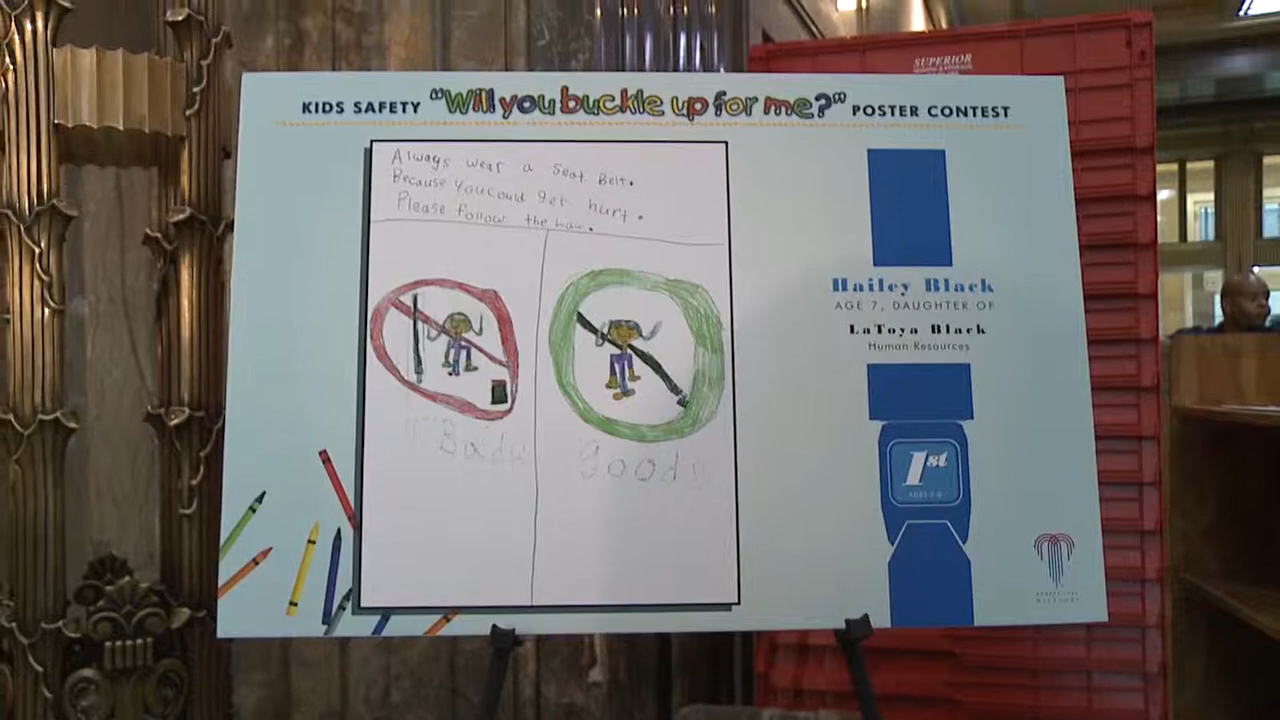 SUPERIOR
KIDS SAFETY "Will you buckle up for me?" POSTER CONTEST
Always wear a Seat Belt.
Because You could get hurt.
Please follow the law.
Bad
good
Hailey Black
AGE 7, DAUGHTER OF
LaToya Black
Human Resources
1st